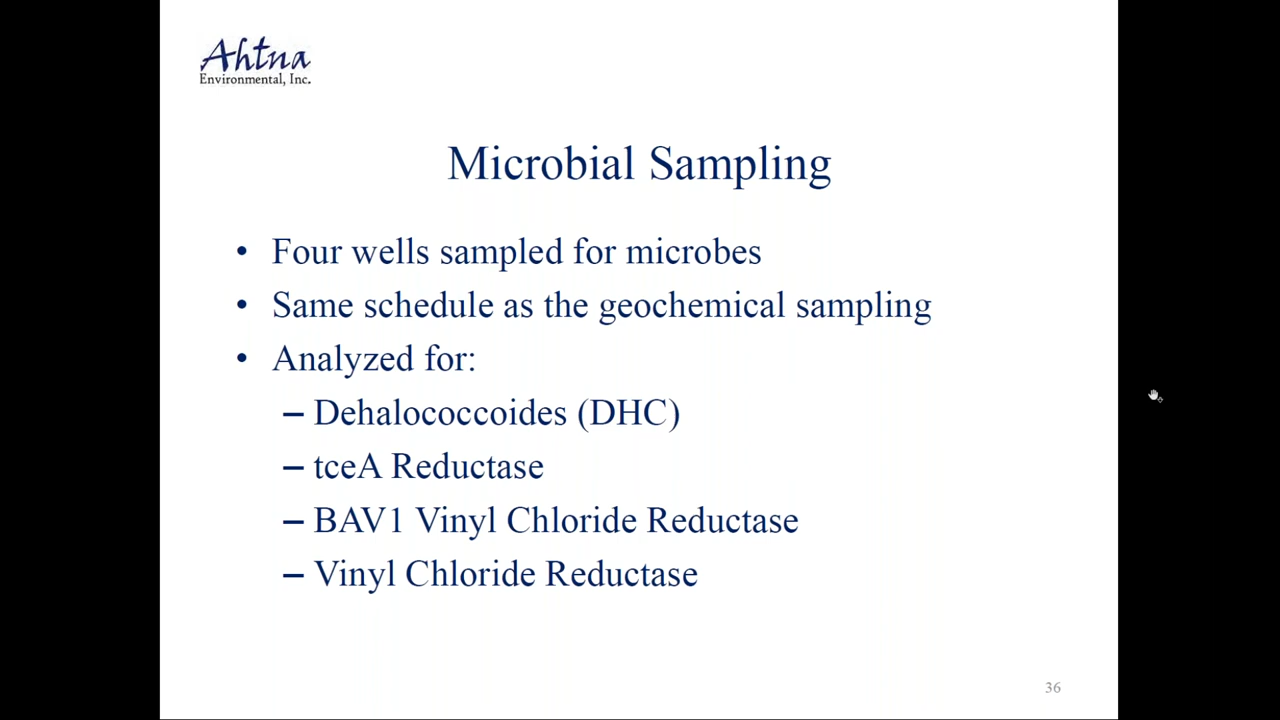 Ahtna
Environmental, Inc.
Microbial Sampling
• Four wells sampled for microbes
• Same schedule as the geochemical sampling
• Analyzed for:
– Dehalococcoides (DHC)
– tceA Reductase
– BAV1 Vinyl Chloride Reductase
– Vinyl Chloride Reductase
36